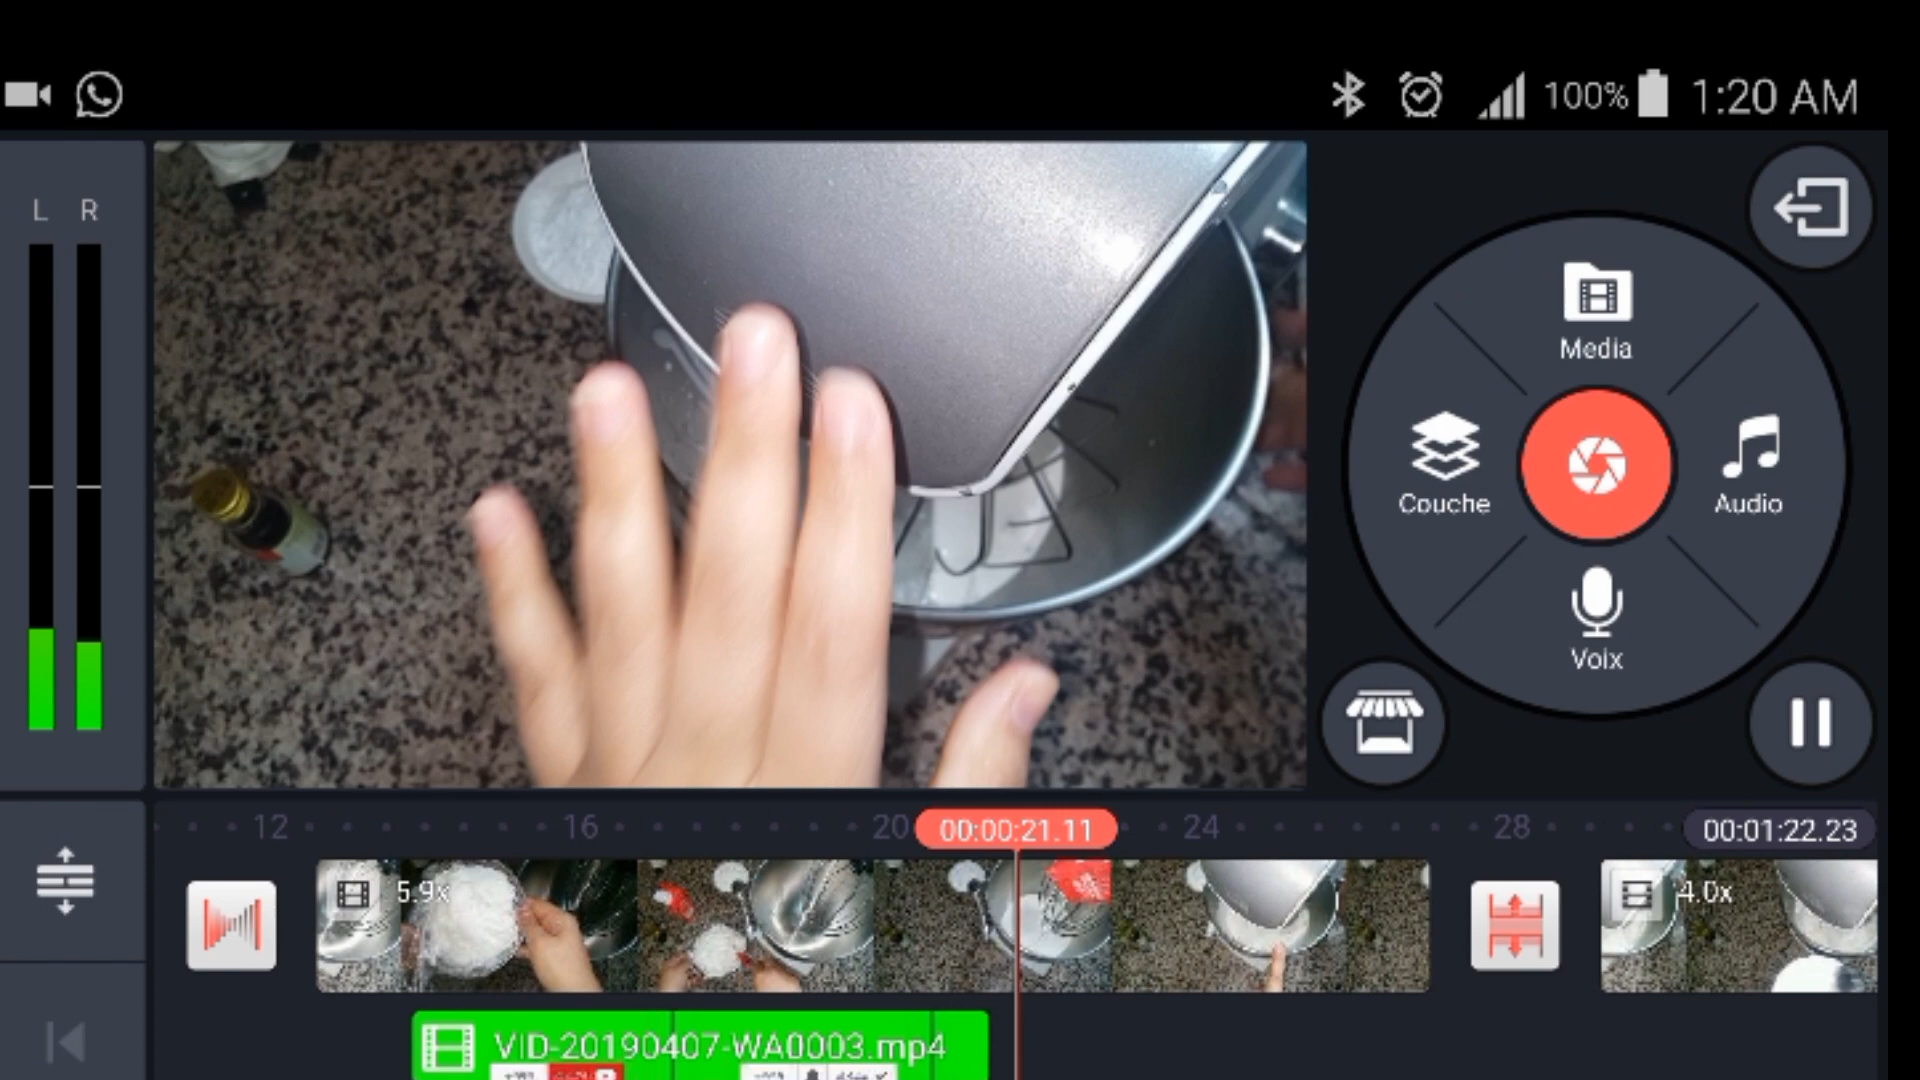 100% 1:20 AM
L R
Media
Couche
Audio
Voix
12 16 20 00:00:21.11 24 28 00:01:22.23
5.9x
4.0x
VID-20190407-WA0003.mp4